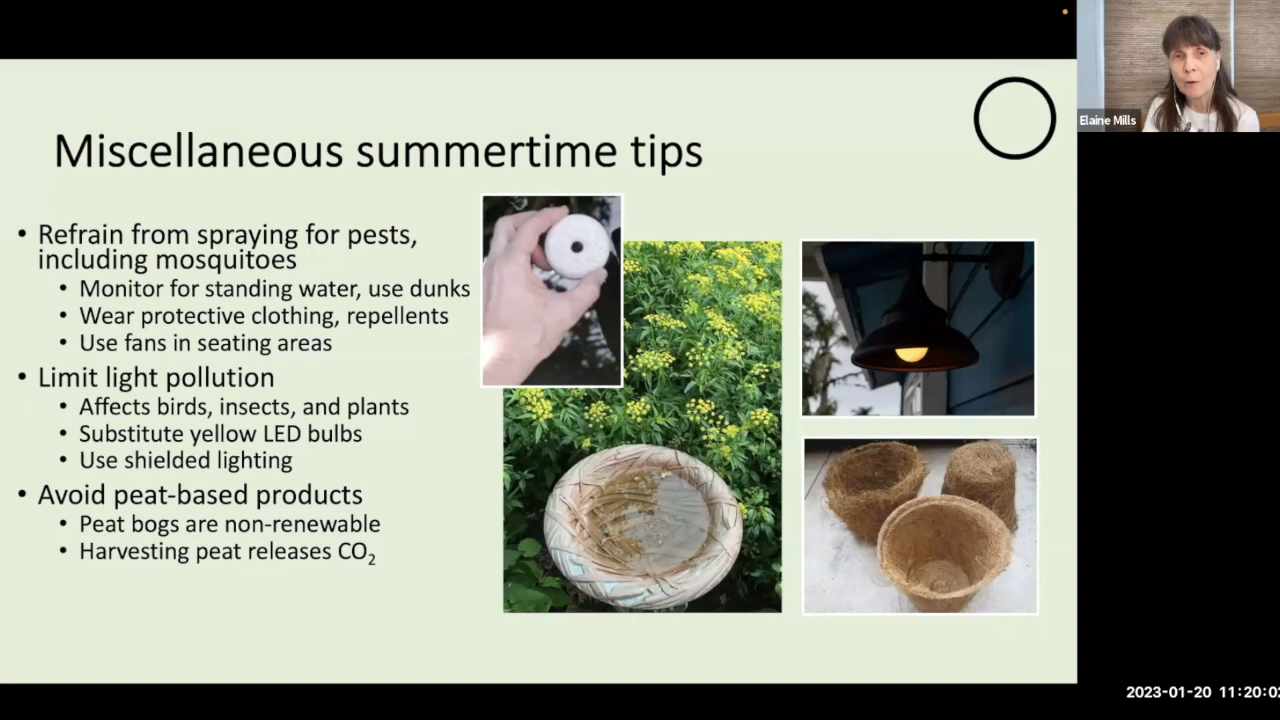 Elaine Mills
Miscellaneous summertime tips
• Refrain from spraying for pests,
including mosquitoes
• Monitor for standing water, use dunks
• Wear protective clothing, repellents
• Use fans in seating areas
• Limit light pollution
• Affects birds, insects, and plants
• Substitute yellow LED bulbs
• Use shielded lighting
• Avoid peat-based products
• Peat bogs are non-renewable
• Harvesting peat releases CO₂
2023-01-20 11:20:02